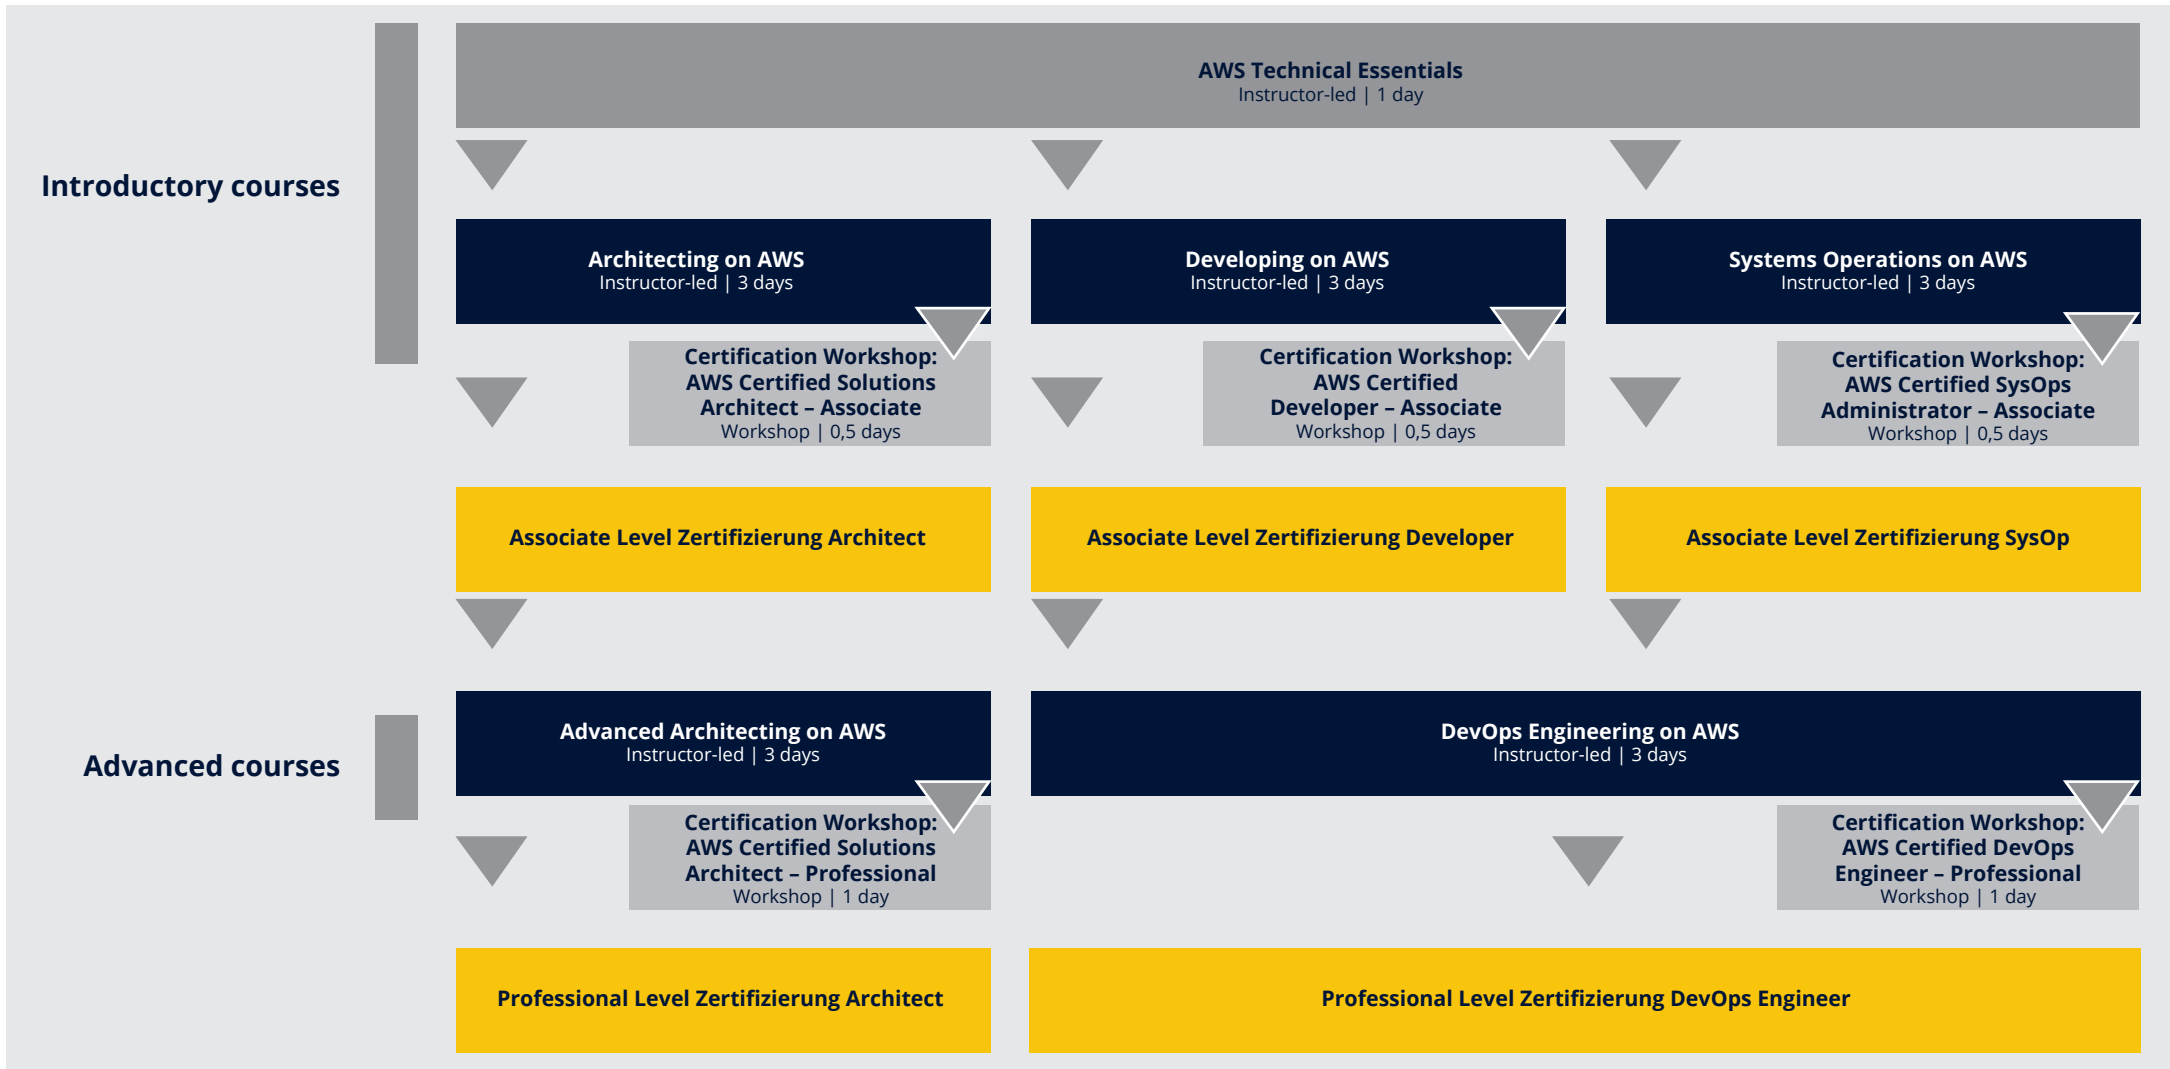 AWS Technical Essentials
Instructor-led | 1 day
Introductory courses
Architecting on AWS
Instructor-led | 3 days
Developing on AWS
Instructor-led | 3 days
Systems Operations on AWS
Instructor-led | 3 days
Certification Workshop:
AWS Certified Solutions
Architect – Associate
Workshop | 0,5 days
Certification Workshop:
AWS Certified
Developer – Associate
Workshop | 0,5 days
Certification Workshop:
AWS Certified SysOps
Administrator – Associate
Workshop | 0,5 days
Associate Level Zertifizierung Architect
Associate Level Zertifizierung Developer
Associate Level Zertifizierung SysOp
Advanced courses
Advanced Architecting on AWS
Instructor-led | 3 days
DevOps Engineering on AWS
Instructor-led | 3 days
Certification Workshop:
AWS Certified Solutions
Architect – Professional
Workshop | 1 day
Certification Workshop:
AWS Certified DevOps
Engineer – Professional
Workshop | 1 day
Professional Level Zertifizierung Architect
Professional Level Zertifizierung DevOps Engineer